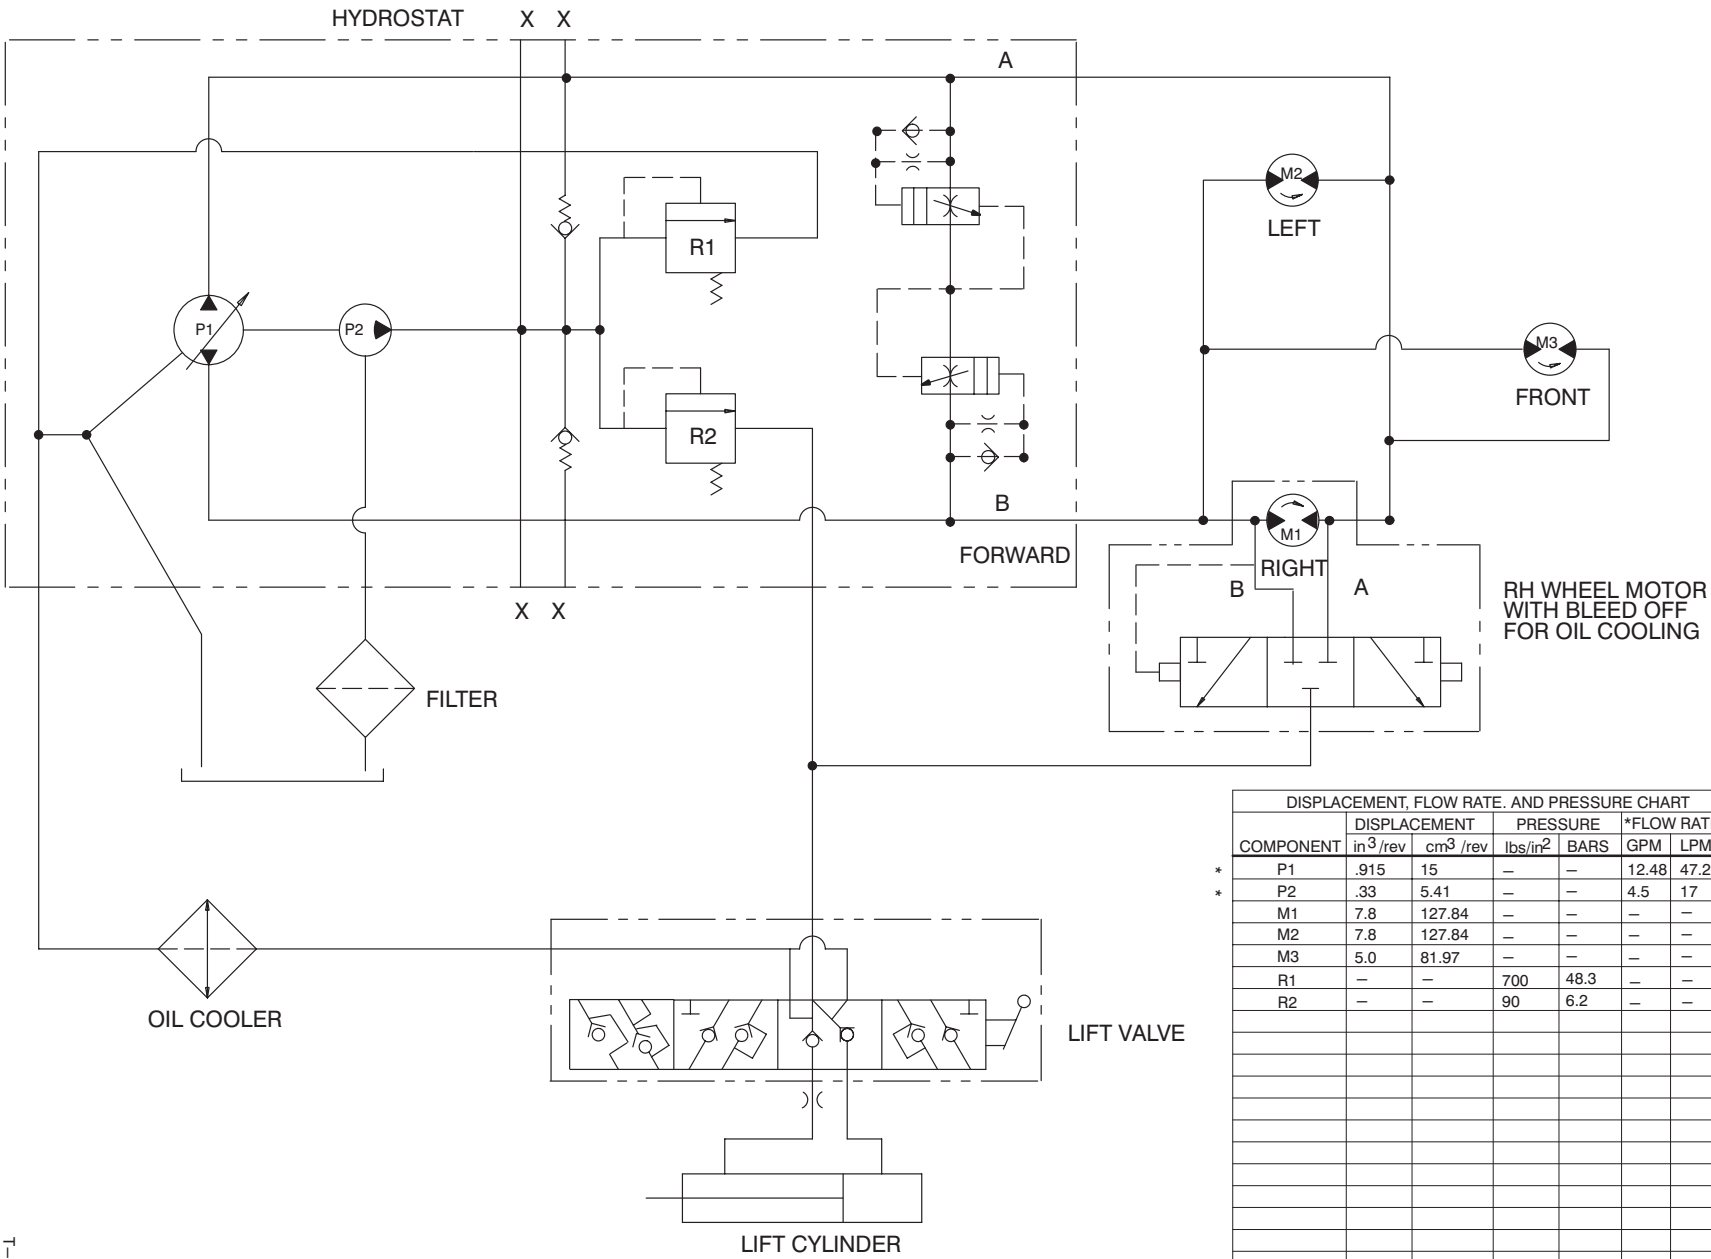 HYDROSTAT
X X
A
M2
LEFT
R1
P1
P2
M3
FRONT
R2
B
FORWARD
M1
RIGHT
B
A
X X
RH WHEEL MOTOR
WITH BLEED OFF
FOR OIL COOLING
FILTER
OIL COOLER
LIFT VALVE
LIFT CYLINDER
DISPLACEMENT, FLOW RATE. AND PRESSURE CHART
DISPLACEMENT PRESSURE *FLOW RAT
COMPONENT in3/rev cm3 /rev lbs/in2 BARS GPM LPM
* P1 .915 15 – – 12.48 47.2
* P2 .33 5.41 – – 4.5 17
M1 7.8 127.84 – – – –
M2 7.8 127.84 – – – –
M3 5.0 81.97 – – – –
R1 – – 700 48.3 – –
R2 – – 90 6.2 – –
T–